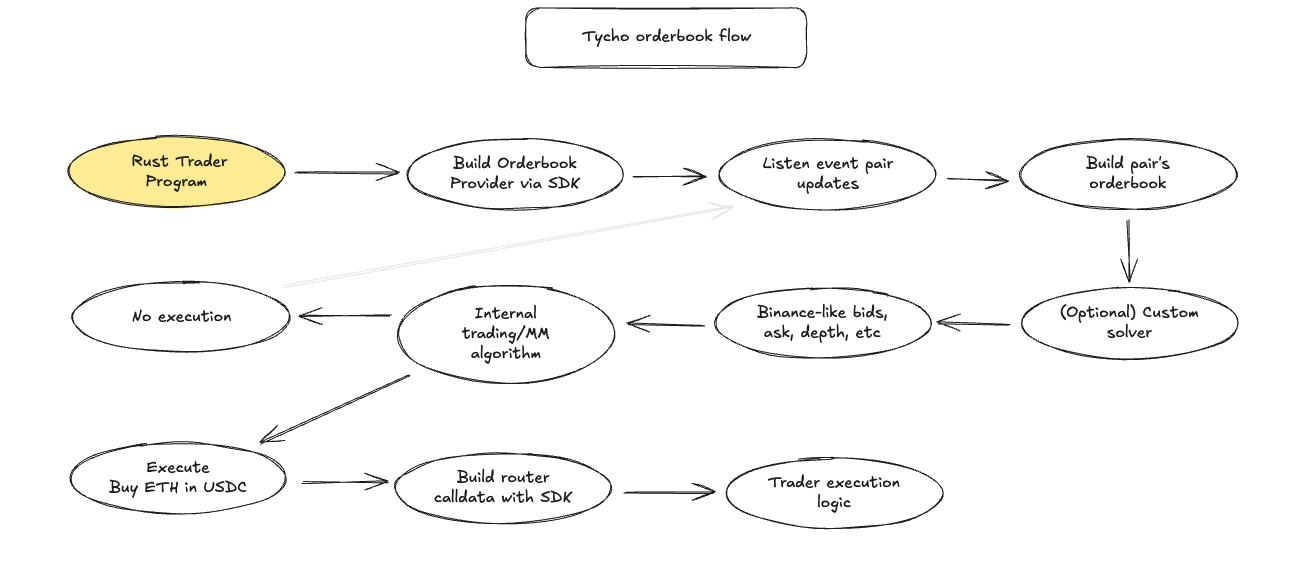 Tycho orderbook flow
Rust Trader
Program
Build Orderbook
Provider via SDK
Listen event pair
updates
Build pair's
orderbook
No execution
Internal
trading/MM
algorithm
Binance-like bids,
ask, depth, etc
(Optional) Custom
solver
Execute
Buy ETH in USDC
Build router
calldata with SDK
Trader execution
logic